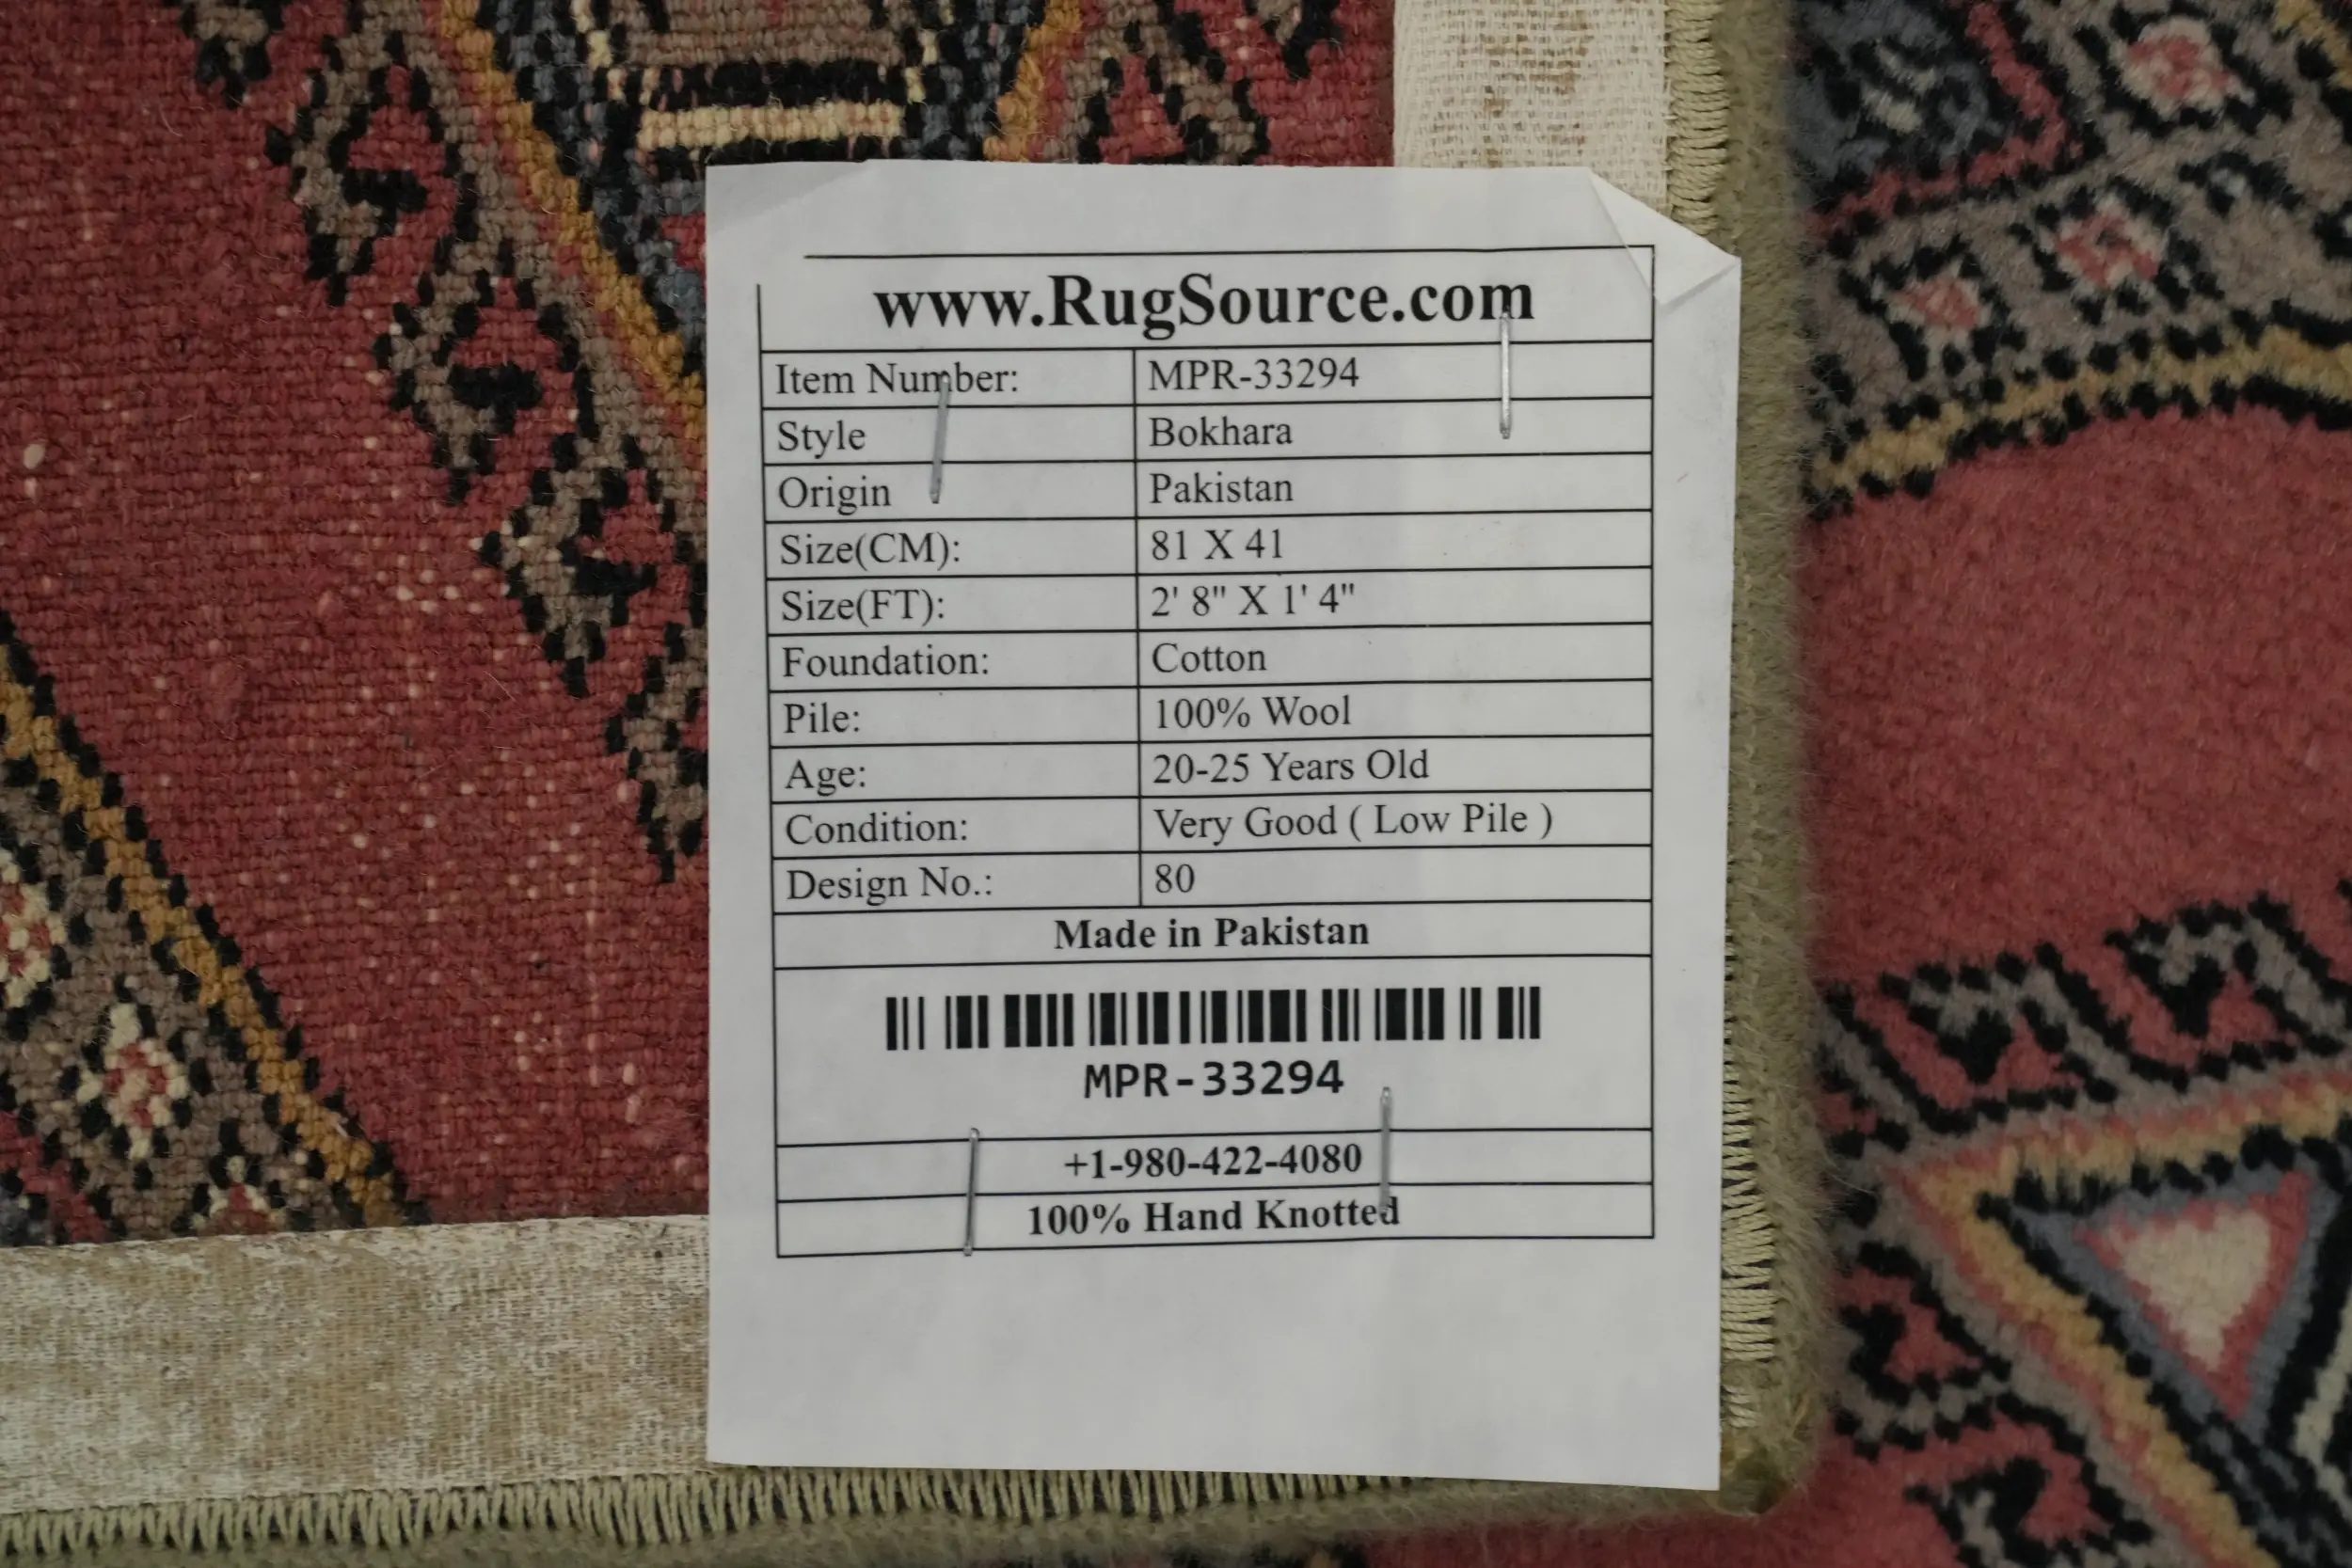 www.RugSource.com
Item Number: MPR-33294
Style Bokhara
Origin Pakistan
Size(CM): 81 X 41
Size(FT): 2' 8" X 1' 4"
Foundation: Cotton
Pile: 100% Wool
Age: 20-25 Years Old
Condition: Very Good ( Low Pile )
Design No.: 80
Made in Pakistan
MPR-33294
+1-980-422-4080
100% Hand Knotted